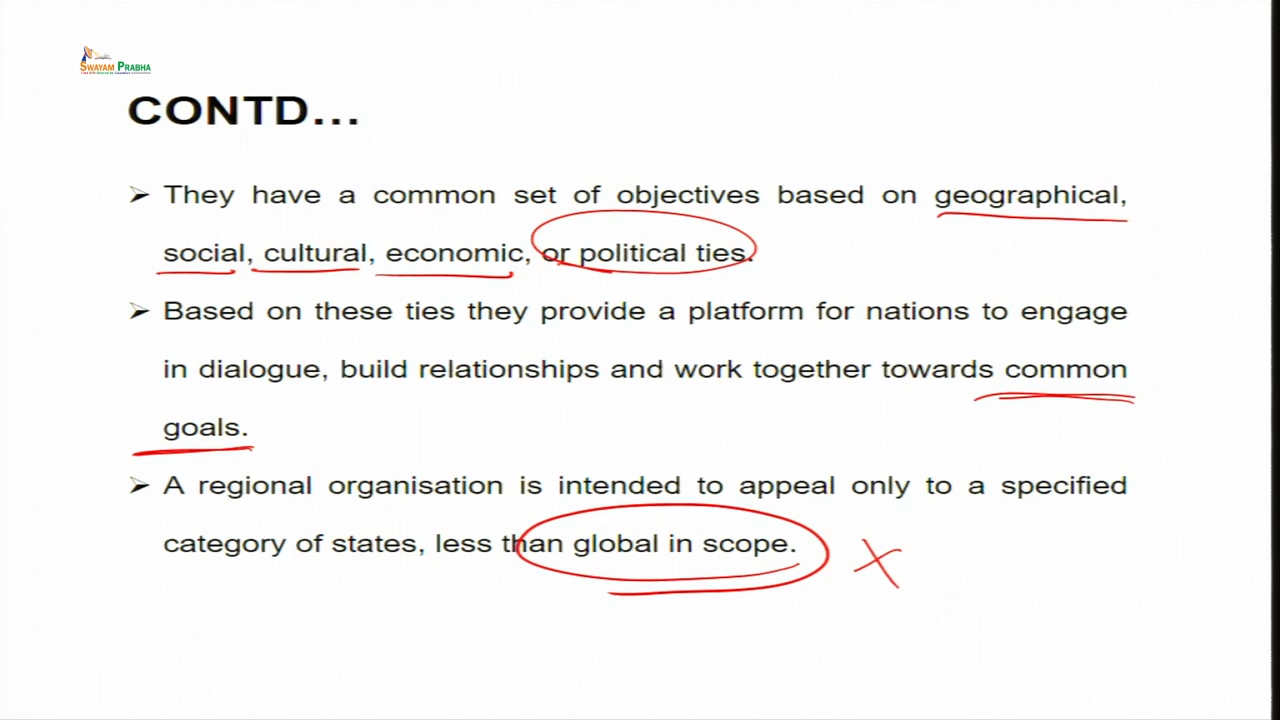 SWAYAM PRABHA
CONTD...
➢ They have a common set of objectives based on geographical,
social, cultural, economic, or political ties.
➢ Based on these ties they provide a platform for nations to engage
in dialogue, build relationships and work together towards common
goals.
➢ A regional organisation is intended to appeal only to a specified
category of states, less than global in scope.